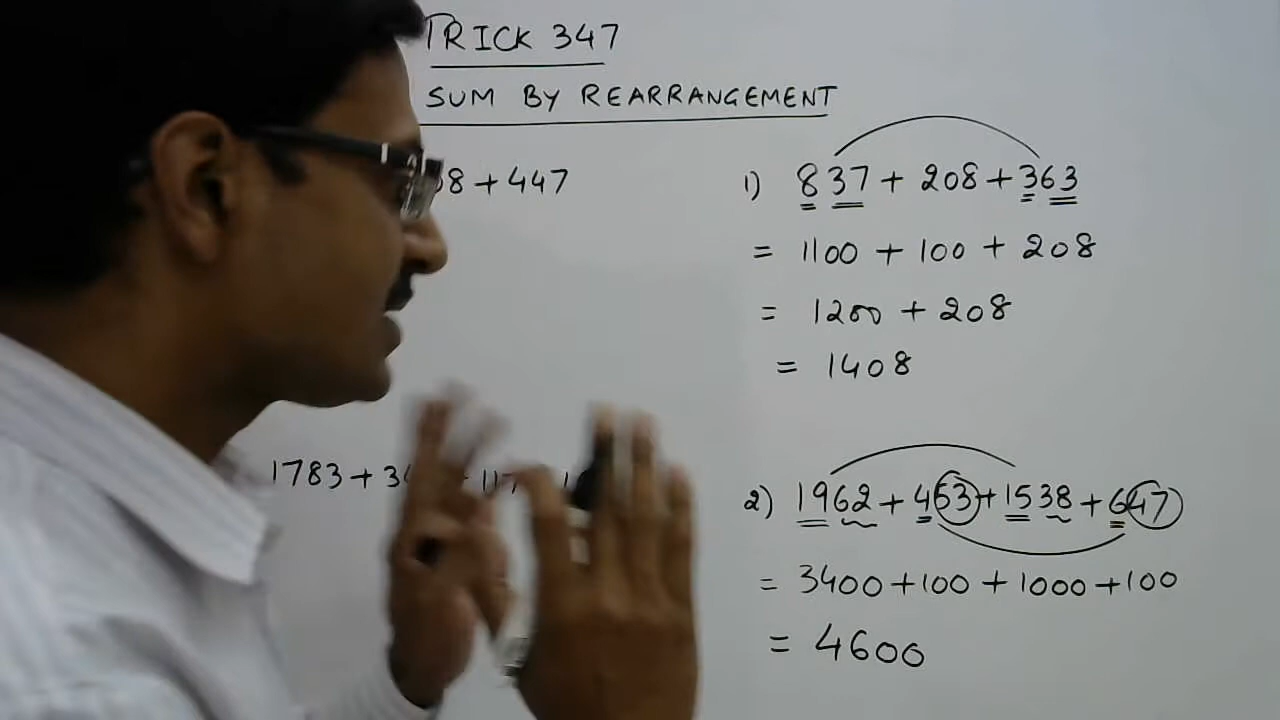 TRICK 347
SUM BY REARRANGEMENT
8 + 447
1) 837 + 208 + 363
= 1100 + 100 + 208
= 1200 + 208
= 1408
1783 + 3
2) 1962 + 453 + 1538 + 647
= 3400 + 100 + 1000 + 100
= 4600